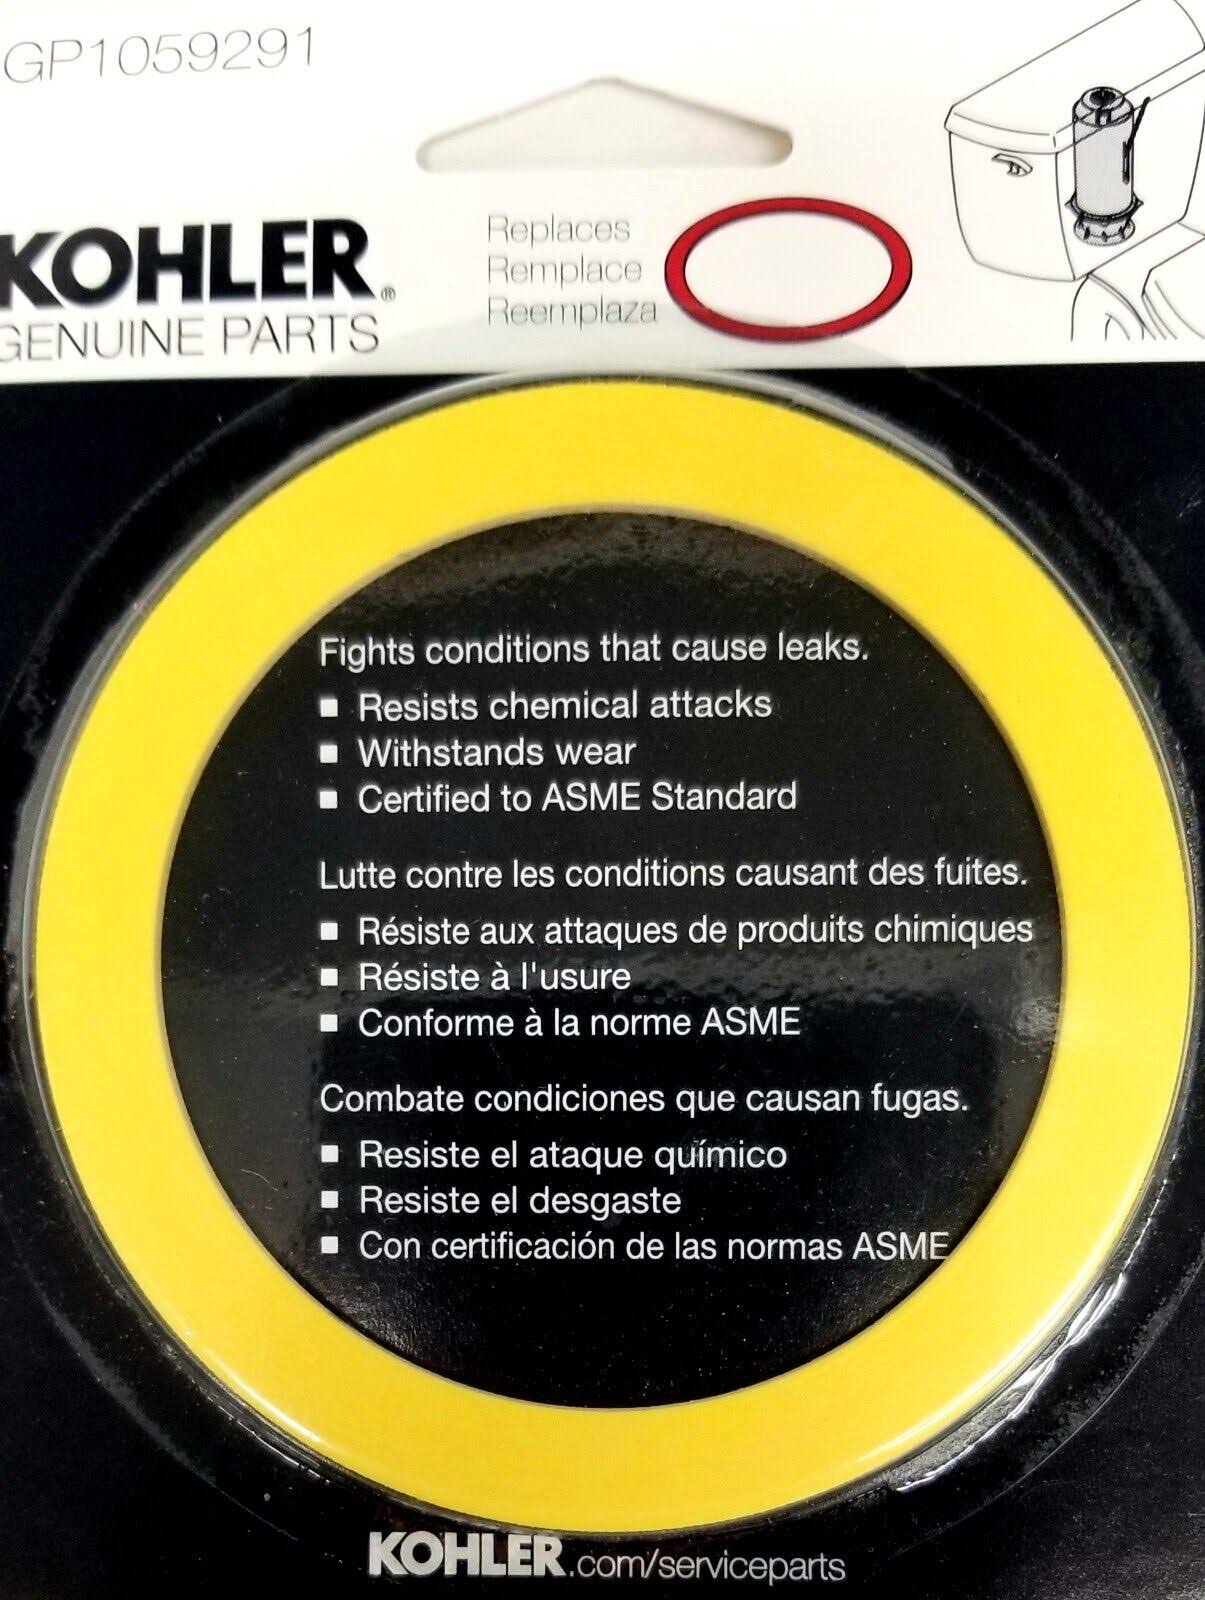 GP1059291
KOHLER®
GENUINE PARTS
Replaces
Remplace
Reemplaza
Fights conditions that cause leaks.
▪ Resists chemical attacks
▪ Withstands wear
▪ Certified to ASME Standard
Lutte contre les conditions causant des fuites.
▪ Résiste aux attaques de produits chimiques
▪ Résiste à l'usure
▪ Conforme à la norme ASME
Combate condiciones que causan fugas.
▪ Resiste el ataque químico
▪ Resiste el desgaste
▪ Con certificación de las normas ASME
KOHLER.com/serviceparts